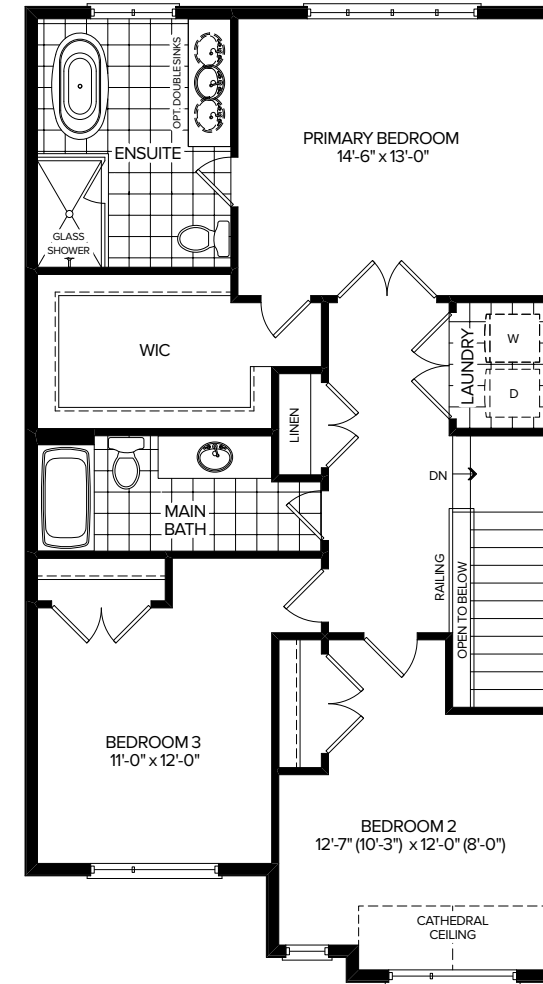 OPT. DOUBLE SINKS
ENSUITE
GLASS
SHOWER
PRIMARY BEDROOM
14'-6" x 13'-0"
WIC
LAUNDRY
W
D
LINEN
MAIN
BATH
DN
RAILING
OPEN TO BELOW
BEDROOM 3
11'-0" x 12'-0"
BEDROOM 2
12'-7" (10'-3") x 12'-0" (8'-0")
CATHEDRAL
CEILING